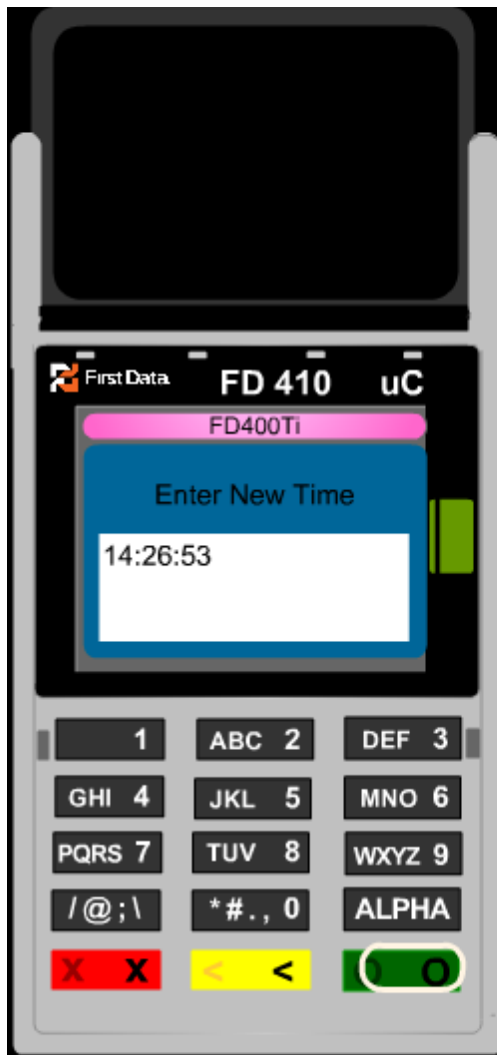 First Data FD 410 uC
FD400Ti
Enter New Time
14:26:53
1 ABC 2 DEF 3
GHI 4 JKL 5 MNO 6
PQRS 7 TUV 8 WXYZ 9
/@;\ *#., 0 ALPHA
X X < < O O